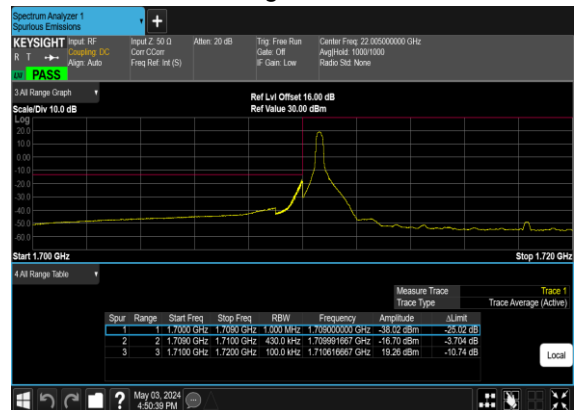 Spectrum Analyzer 1
Spurious Emissions
+
KEYSIGHT Input: RF Input Z: 50 Ω Atten: 20 dB Trig: Free Run Center Freq: 22.005000000 GHz
R T Coupling: DC Corr CCorr Gate: Off Avg|Hold: 1000/1000
Align: Auto Freq Ref: Int (S) IF Gain: Low Radio Std: None
PASS
3 All Range Graph
Ref Lvl Offset 16.00 dB
Scale/Div 10.0 dB Ref Value 30.00 dBm
Log
20.0
10.0
0.00
-10.0
-20.0
-30.0
-40.0
-50.0
-60.0
Start 1.700 GHz Stop 1.720 GHz
4 All Range Table
Measure Trace Trace 1
Trace Type Trace Average (Active)
Spur Range Start Freq Stop Freq RBW Frequency Amplitude ΔLimit
1 1 1.7000 GHz 1.7090 GHz 1.000 MHz 1.709000000 GHz -38.02 dBm -25.02 dB
2 2 1.7090 GHz 1.7100 GHz 430.0 kHz 1.709991667 GHz -16.70 dBm -3.704 dB
3 3 1.7100 GHz 1.7200 GHz 100.0 kHz 1.710616667 GHz 19.26 dBm -10.74 dB
Local
? May 03, 2024
4:50:39 PM